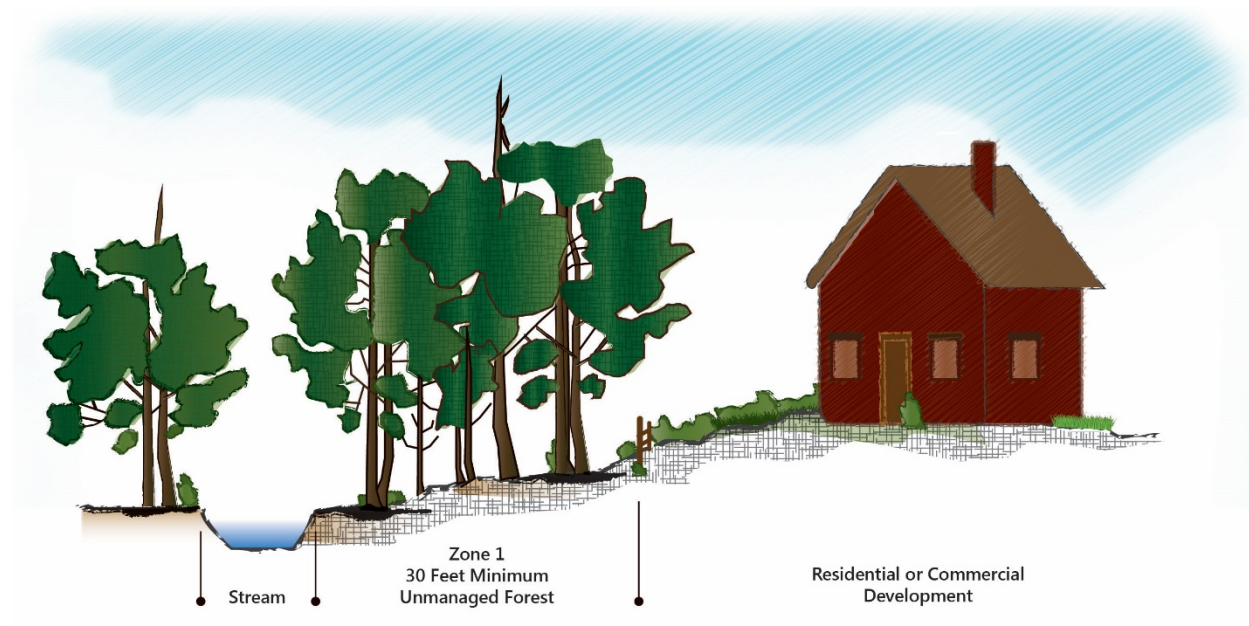 Stream
Zone 1
30 Feet Minimum
Unmanaged Forest
Residential or Commercial
Development